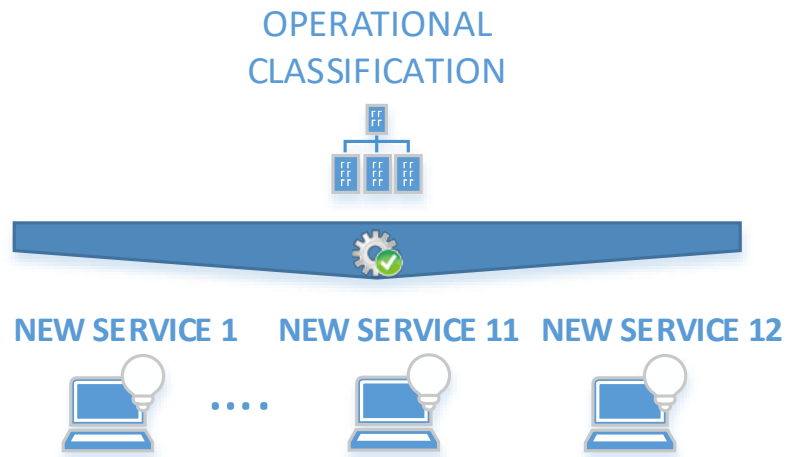 OPERATIONAL
CLASSIFICATION
NEW SERVICE 1 NEW SERVICE 11 NEW SERVICE 12
....